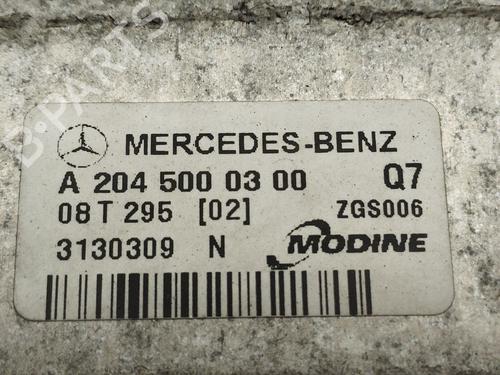 B-PARTS
MERCEDES-BENZ
A 204 500 03 00 Q7
08 T 295 [02] ZGS006
3130309 N MODINE